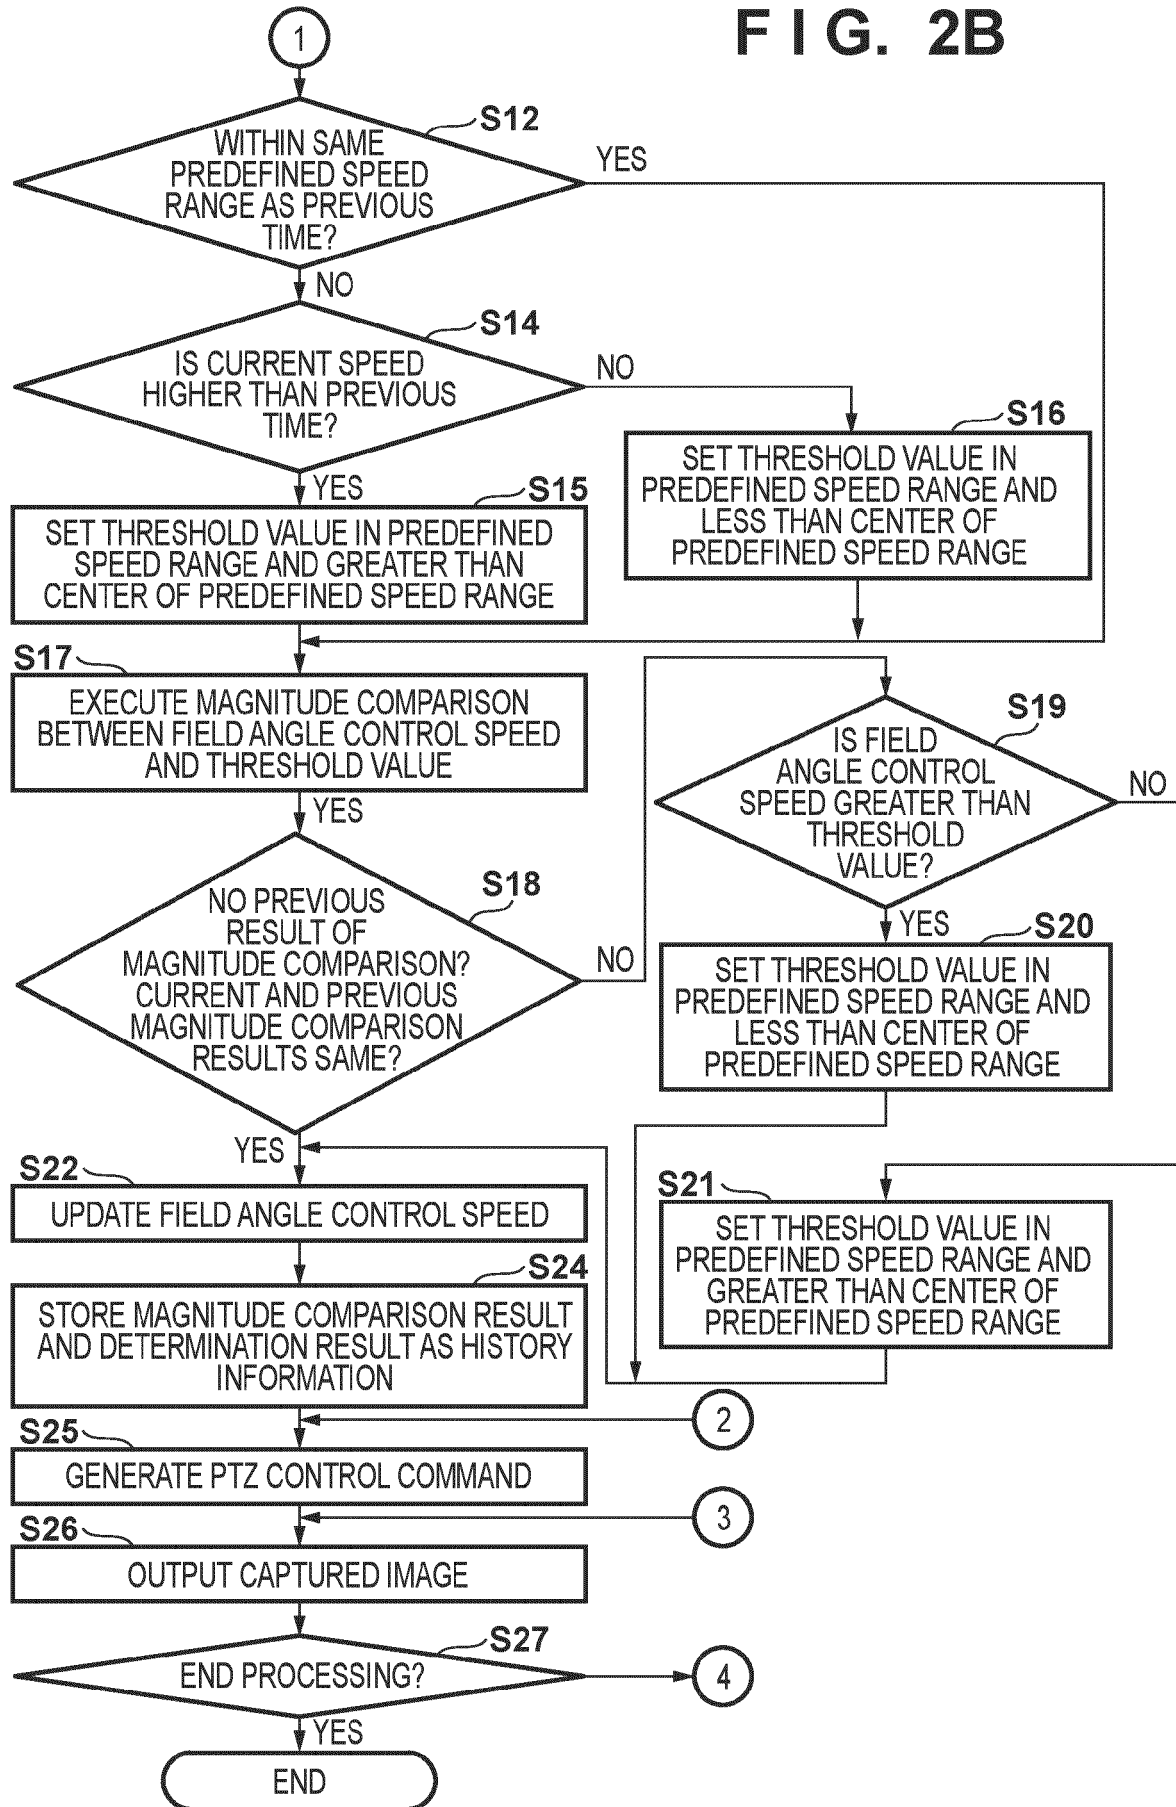 FIG. 2B
1
S12
WITHIN SAME
PREDEFINED SPEED
RANGE AS PREVIOUS
TIME?
YES
NO
S14
IS CURRENT SPEED
HIGHER THAN PREVIOUS
TIME?
NO
YES
S16
SET THRESHOLD VALUE IN
PREDEFINED SPEED RANGE AND
LESS THAN CENTER OF
PREDEFINED SPEED RANGE
S15
SET THRESHOLD VALUE IN PREDEFINED
SPEED RANGE AND GREATER THAN
CENTER OF PREDEFINED SPEED RANGE
S17
EXECUTE MAGNITUDE COMPARISON
BETWEEN FIELD ANGLE CONTROL SPEED
AND THRESHOLD VALUE
YES
S18
NO PREVIOUS
RESULT OF
MAGNITUDE COMPARISON?
CURRENT AND PREVIOUS
MAGNITUDE COMPARISON
RESULTS SAME?
NO
YES
S19
IS FIELD
ANGLE CONTROL
SPEED GREATER THAN
THRESHOLD
VALUE?
NO
YES
S20
SET THRESHOLD VALUE IN
PREDEFINED SPEED RANGE AND
LESS THAN CENTER OF
PREDEFINED SPEED RANGE
S21
SET THRESHOLD VALUE IN
PREDEFINED SPEED RANGE AND
GREATER THAN CENTER OF
PREDEFINED SPEED RANGE
S22
UPDATE FIELD ANGLE CONTROL SPEED
S24
STORE MAGNITUDE COMPARISON RESULT
AND DETERMINATION RESULT AS HISTORY
INFORMATION
2
S25
GENERATE PTZ CONTROL COMMAND
3
S26
OUTPUT CAPTURED IMAGE
S27
END PROCESSING?
4
YES
END